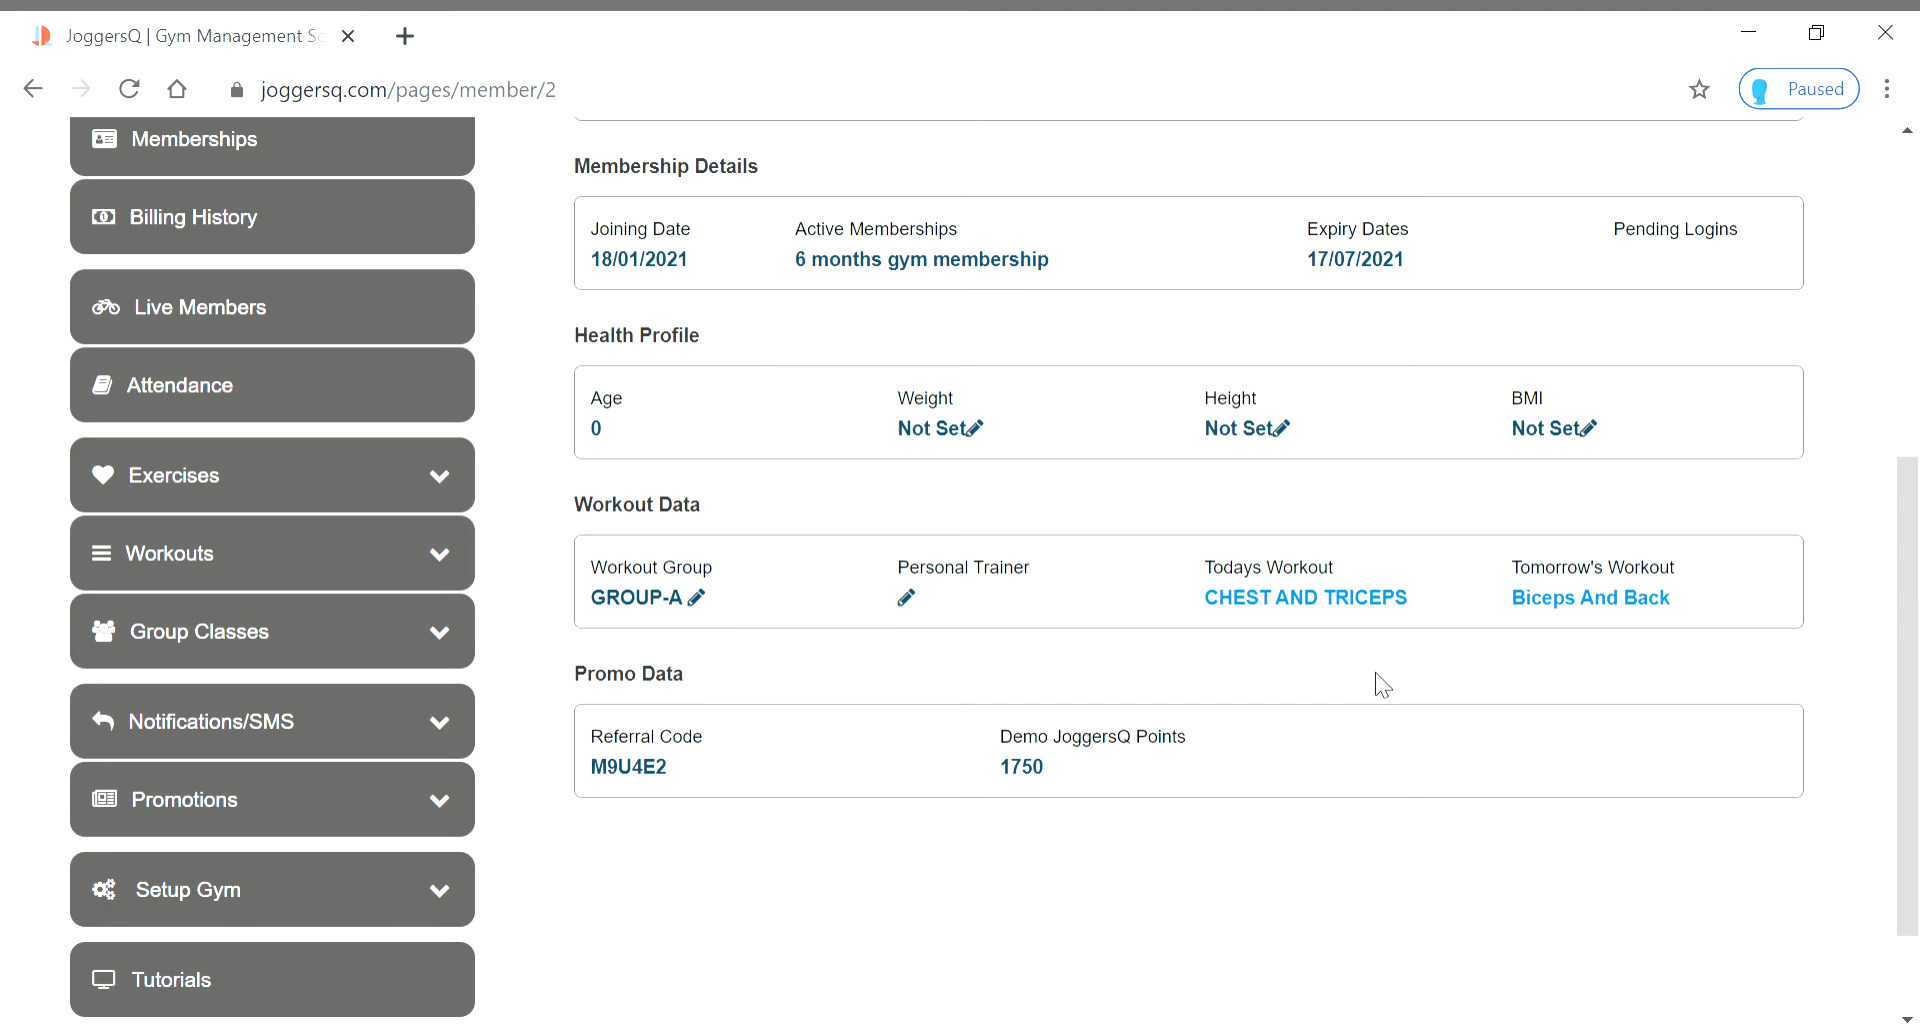 JoggersQ | Gym Management Sc
joggersq.com/pages/member/2
Paused
Memberships
Billing History
Live Members
Attendance
Exercises
Workouts
Group Classes
Notifications/SMS
Promotions
Setup Gym
Tutorials
Membership Details
Joining Date Active Memberships Expiry Dates Pending Logins
18/01/2021 6 months gym membership 17/07/2021
Health Profile
Age Weight Height BMI
0 Not Set Not Set Not Set
Workout Data
Workout Group Personal Trainer Todays Workout Tomorrow's Workout
GROUP-A CHEST AND TRICEPS Biceps And Back
Promo Data
Referral Code Demo JoggersQ Points
M9U4E2 1750